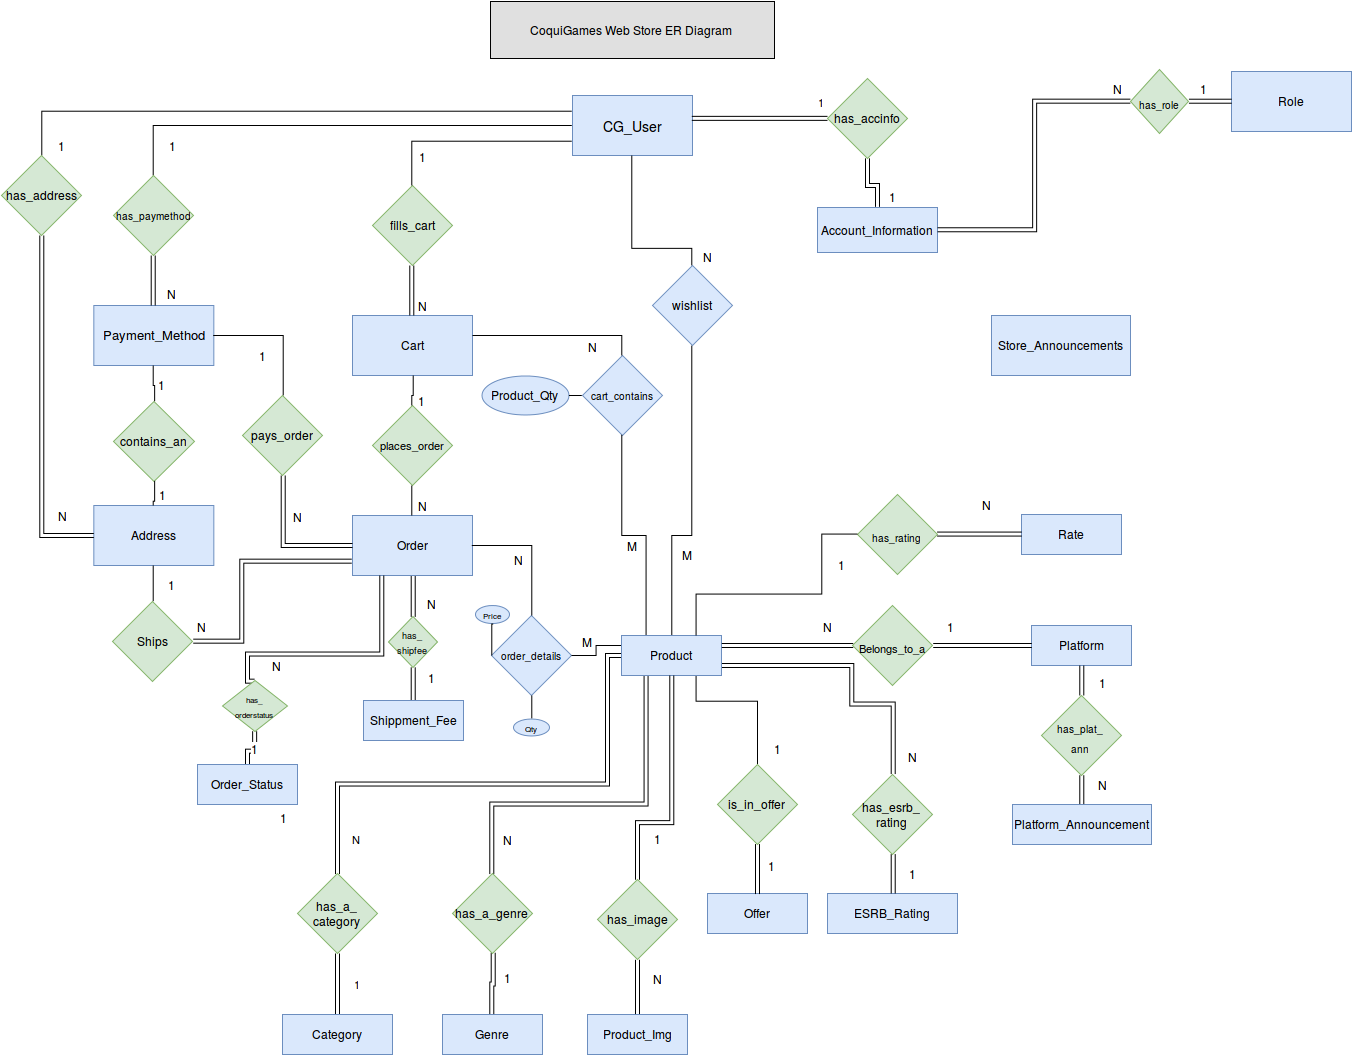 CoquiGames Web Store ER Diagram
N
1
has_role
Role
1
has_accinfo
CG_User
1
1
1
has_address
has_paymethod
fills_cart
1
Account_Information
N
wishlist
N
N
Payment_Method
Cart
Store_Announcements
1
N
1
Product_Qty
cart_contains
1
contains_an
pays_order
places_order
1
N
N
N
N
Address
Order
has_rating
Rate
N
M
M
1
1
N
N
Ships
has_
shipfee
1
Price
order_details
M
Product
N
1
Belongs_to_a
Platform
N
has_
orderstatus
1
Shippment_Fee
Qty
1
has_plat_
ann
1
1
N
Order_Status
N
1
is_in_offer
has_esrb_
rating
Platform_Announcement
N
N
1
1
1
has_a_
category
has_a_genre
has_image
Offer
ESRB_Rating
1
1
N
Category
Genre
Product_Img